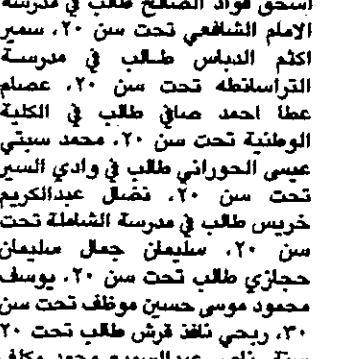 اسحق فؤاد الصالح طالب في مدرسة
الامام الشافعي تحت سن ٢٠، سمير
اكثم الدباس طالب في مدرسة
التراسانطه تحت سن ٢٠، عصام
عطا احمد صافي طالب في الكلية
الوطنية تحت سن ٢٠، محمد سبتي
عيسى الحوراني طالب في وادي السير
تحت سن ٢٠، نضال عبدالكريم
خريس طالب في مدرسة الشاملة تحت
سن ٢٠، سليمان جمال سليمان
حجازي طالب تحت سن ٢٠، يوسف
محمود موسى حسين موظف تحت سن
٣٠، ربحي نافذ قرش طالب تحت ٢٠